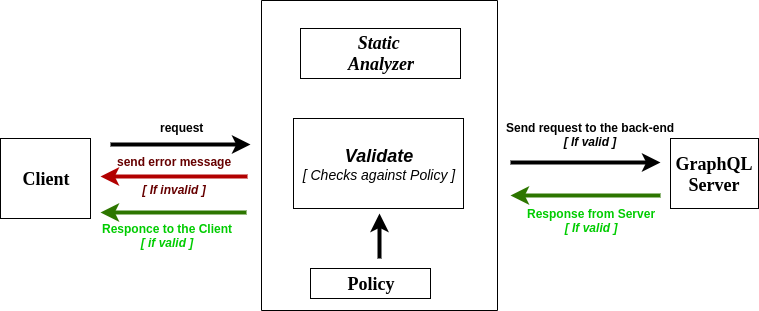 Static
Analyzer
request
Send request to the back-end
[ If valid ]
Client
send error message
[ If invalid ]
Validate
[ Checks against Policy ]
GraphQL
Server
Responce to the Client
[ if valid ]
Response from Server
[ If valid ]
Policy